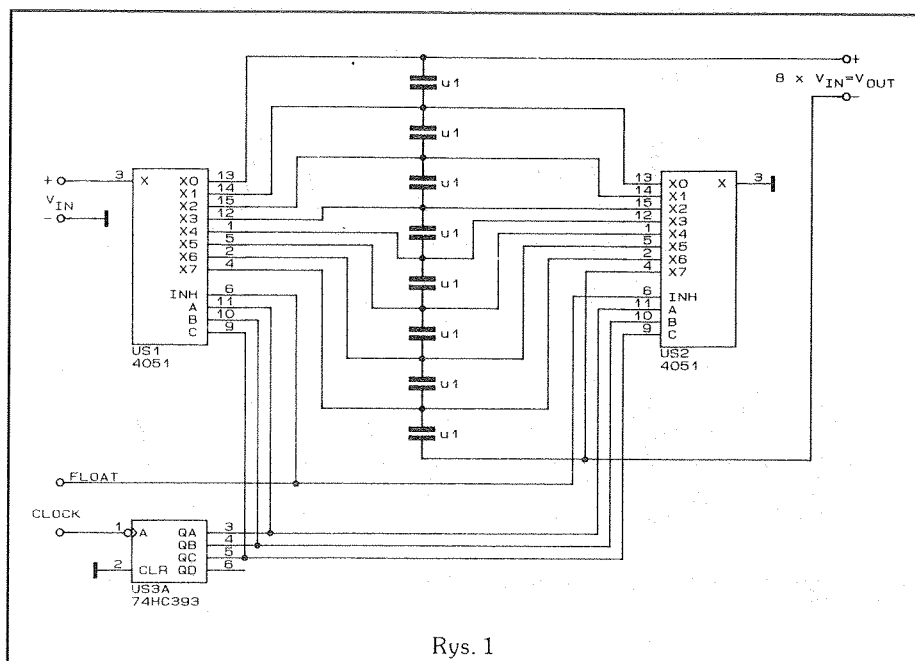 u1
+
8 x VIN=VOUT
-
u1
u1
u1
u1
u1
u1
u1
+
VIN
-
3 X X0 13
X1 14
X2 15
X3 12
X4 1
X5 5
X6 2
X7 4
INH 6
A 11
B 10
C 9
US1
4051
13 X0 X 3
14 X1
15 X2
12 X3
1 X4
5 X5
2 X6
4 X7
6 INH
11 A
10 B
9 C
US2
4051
FLOAT
CLOCK
1 A QA 3
QB 4
QC 5
2 CLR QD 6
US3A
74HC393
Rys. 1